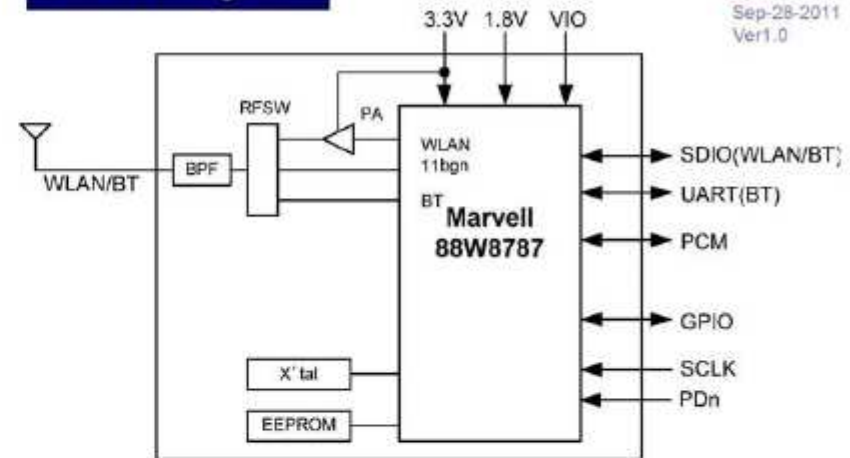 3.3V 1.8V VIO
Sep-28-2011
Ver1.0
RFSW
PA
WLAN
11bgn
BPF
WLAN/BT
BT
Marvell
88W8787
SDIO(WLAN/BT)
UART(BT)
PCM
GPIO
X'tal
SCLK
PDn
EEPROM